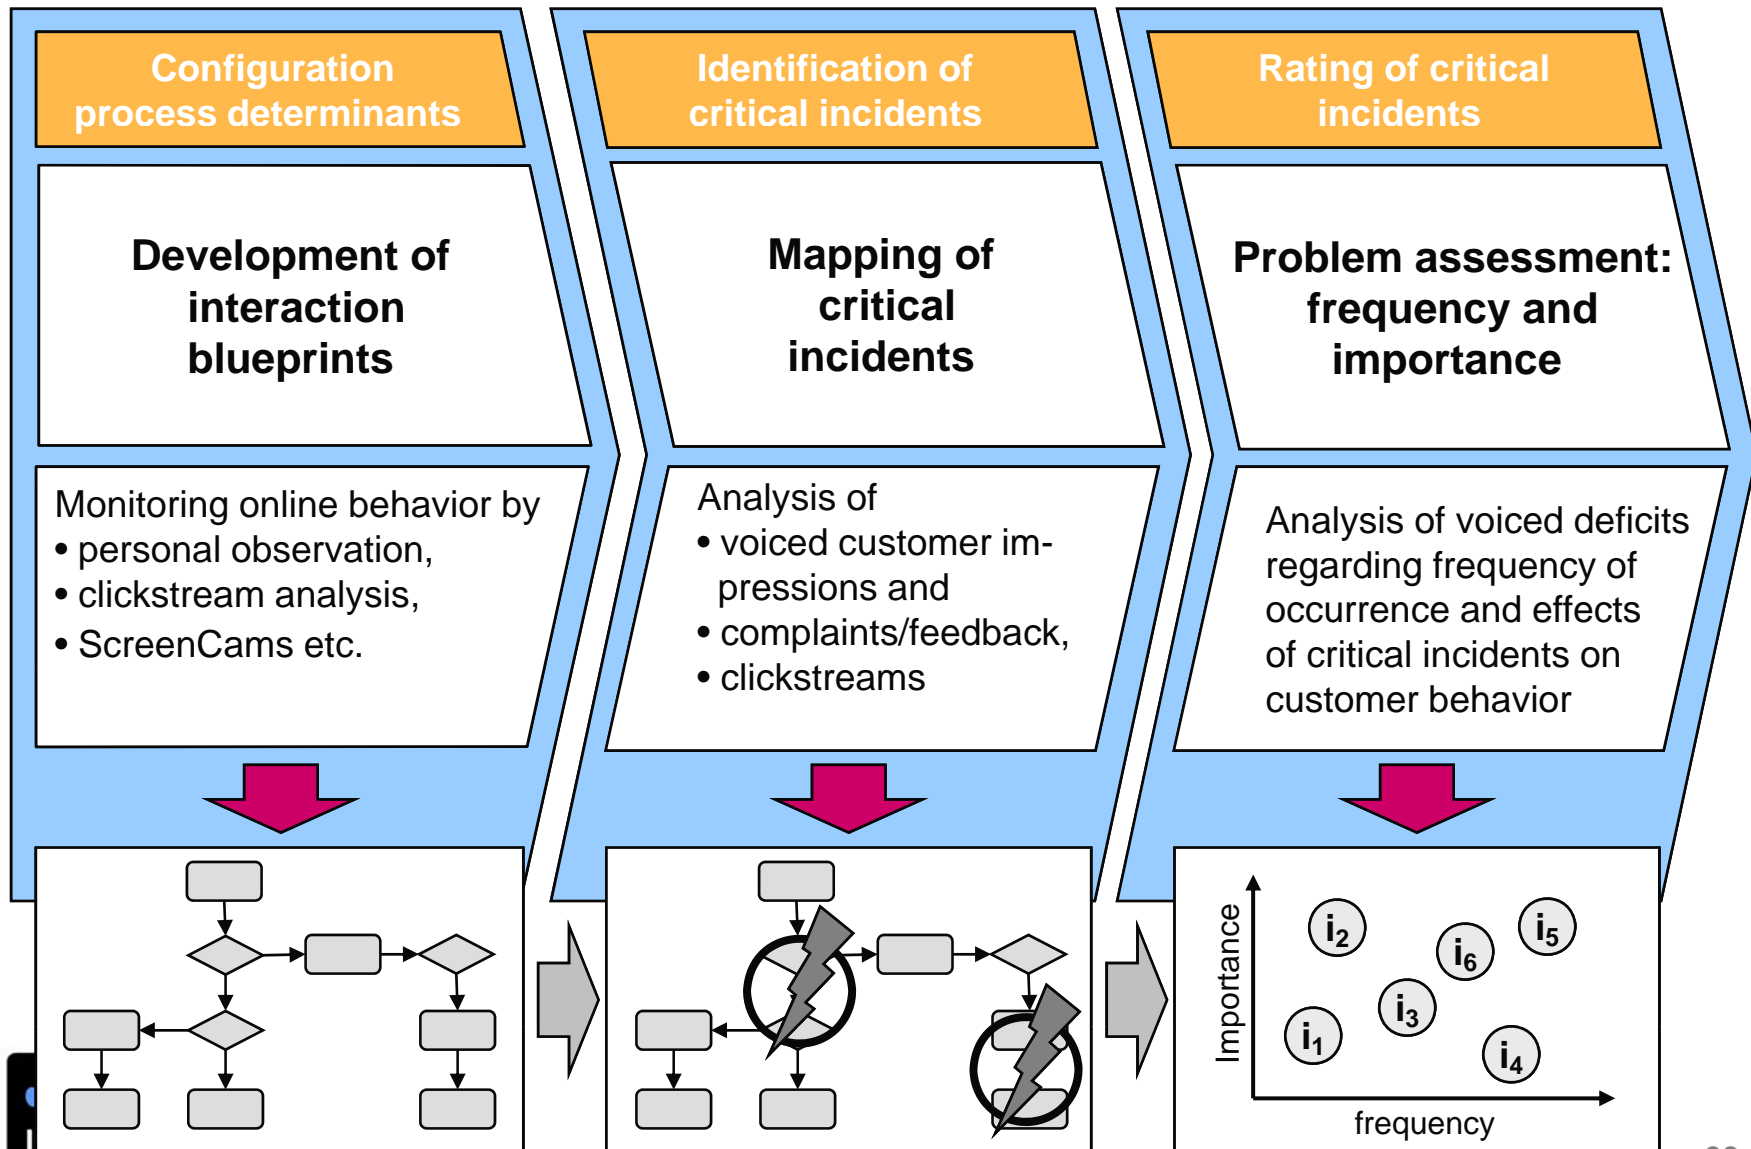 Configuration
process determinants
Identification of
critical incidents
Rating of critical
incidents
Development of
interaction
blueprints
Mapping of
critical
incidents
Problem assessment:
frequency and
importance
Monitoring online behavior by
• personal observation,
• clickstream analysis,
• ScreenCams etc.
Analysis of
• voiced customer im-
pressions and
• complaints/feedback,
• clickstreams
Analysis of voiced deficits
regarding frequency of
occurrence and effects
of critical incidents on
customer behavior
Importance
i2
i5
i6
i3
i1
i4
frequency